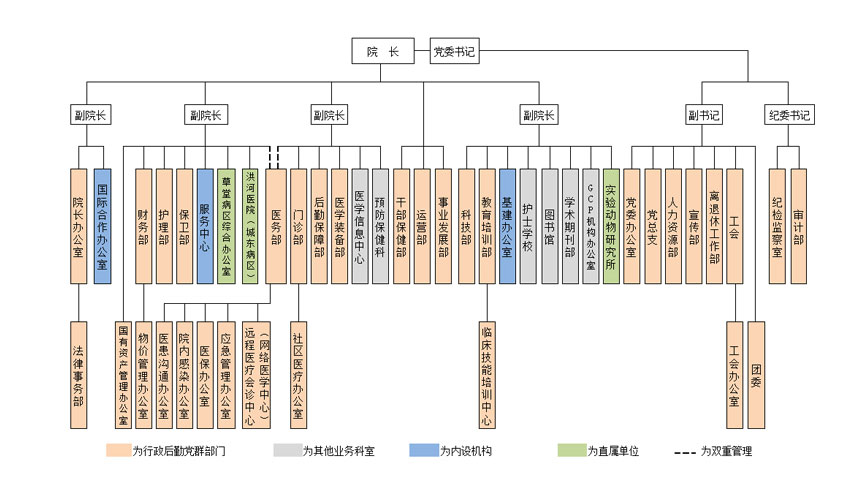 院 长
党委书记
副院长
副院长
副院长
副院长
副书记
纪委书记
院长办公室
国际合作办公室
财务部
护理部
保卫部
服务中心
草堂病区综合办公室
洪河医院（城东病区）
医务部
门诊部
后勤保障部
医学装备部
医学信息中心
预防保健科
干部保健部
运营部
事业发展部
科技部
教育培训部
基建办公室
护士学校
图书馆
学术期刊部
GCP机构办公室
实验动物研究所
党委办公室
党总支
人力资源部
宣传部
离退休工作部
工会
纪检监察室
审计部
法律事务部
国有资产管理办公室
物价管理办公室
医患沟通办公室
院内感染办公室
医保办公室
应急管理办公室
远程医疗会诊中心
（网络医学中心）
社区医疗办公室
临床技能培训中心
工会办公室
团委
为行政后勤党群部门
为其他业务科室
为内设机构
为直属单位
为双重管理